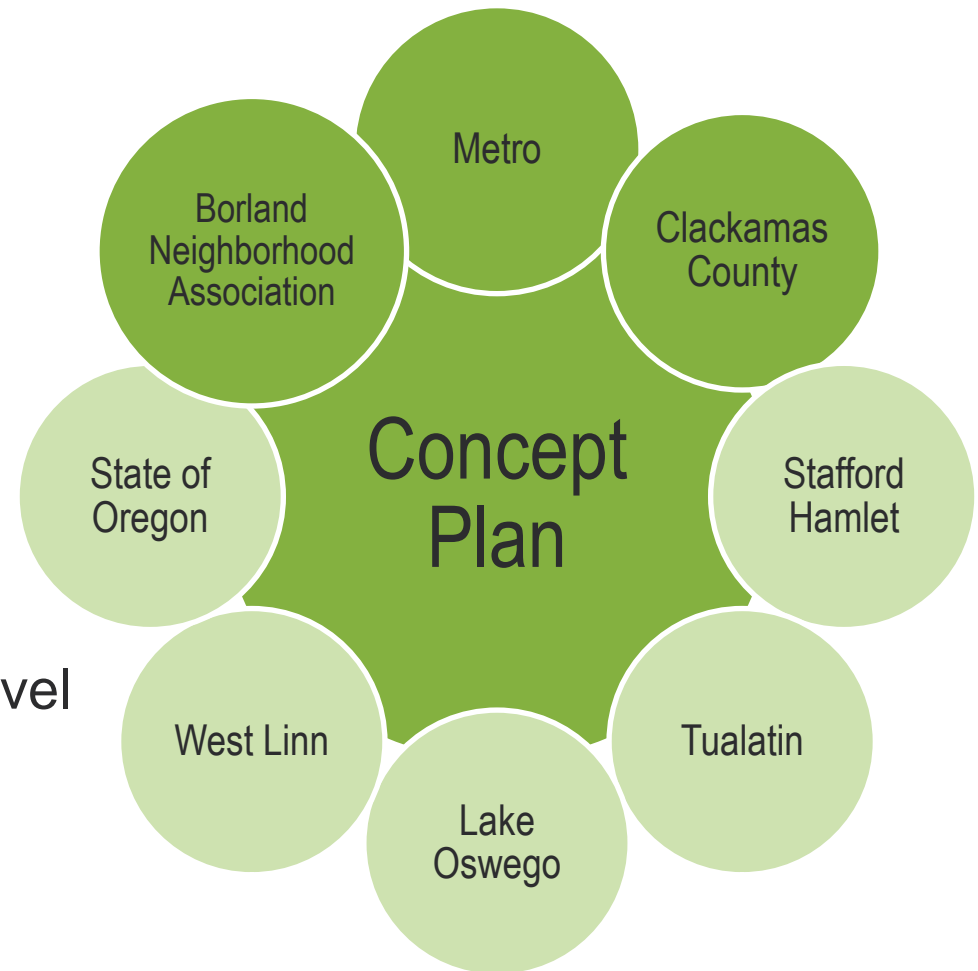 Metro
Borland
Neighborhood
Association
Clackamas
County
Concept
Plan
State of
Oregon
Stafford
Hamlet
vel
West Linn
Tualatin
Lake
Oswego